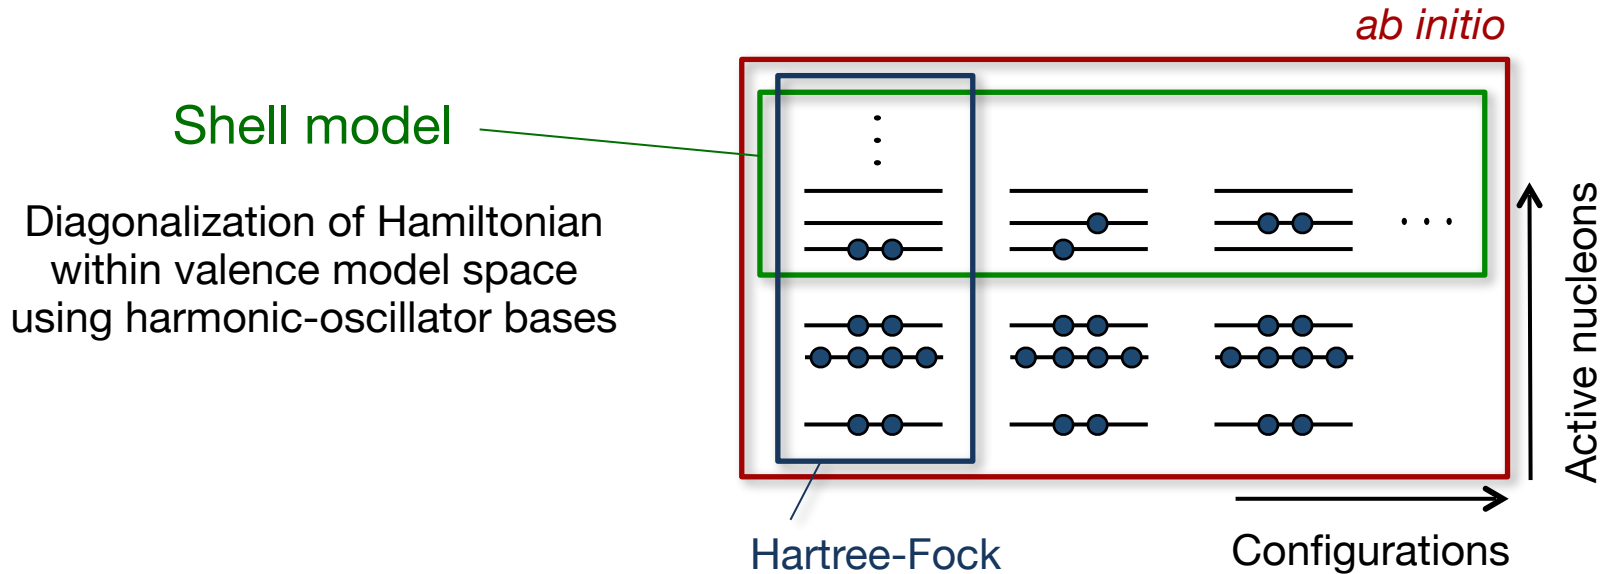 ab initio
Shell model
Diagonalization of Hamiltonian
within valence model space
using harmonic-oscillator bases
Active nucleons
Hartree-Fock
Configurations